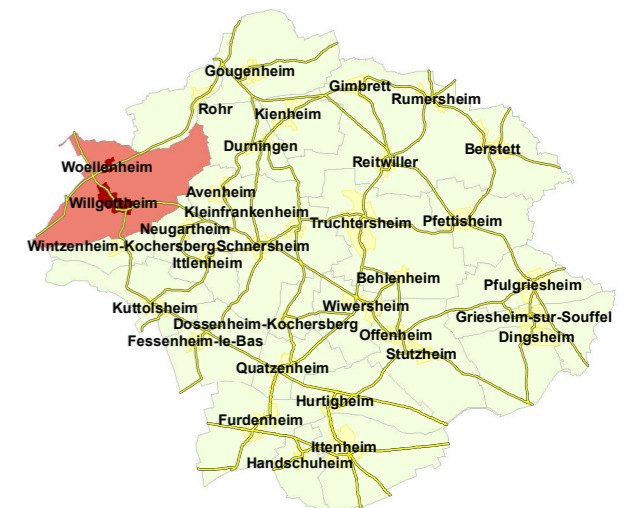 Gougenheim
Gimbrett
Rumersheim
Rohr
Kienheim
Durningen
Berstett
Reitwiller
Woellenheim
Avenheim
Willgottheim
Kleinfrankenheim
Truchtersheim
Pfettisheim
Neugartheim
Wintzenheim-Kochersberg
Schnersheim
Ittlenheim
Behlenheim
Pfulgriesheim
Kuttolsheim
Wiwersheim
Griesheim-sur-Souffel
Dossenheim-Kochersberg
Offenheim
Dingsheim
Fessenheim-le-Bas
Stutzheim
Quatzenheim
Hurtigheim
Furdenheim
Ittenheim
Handschuheim